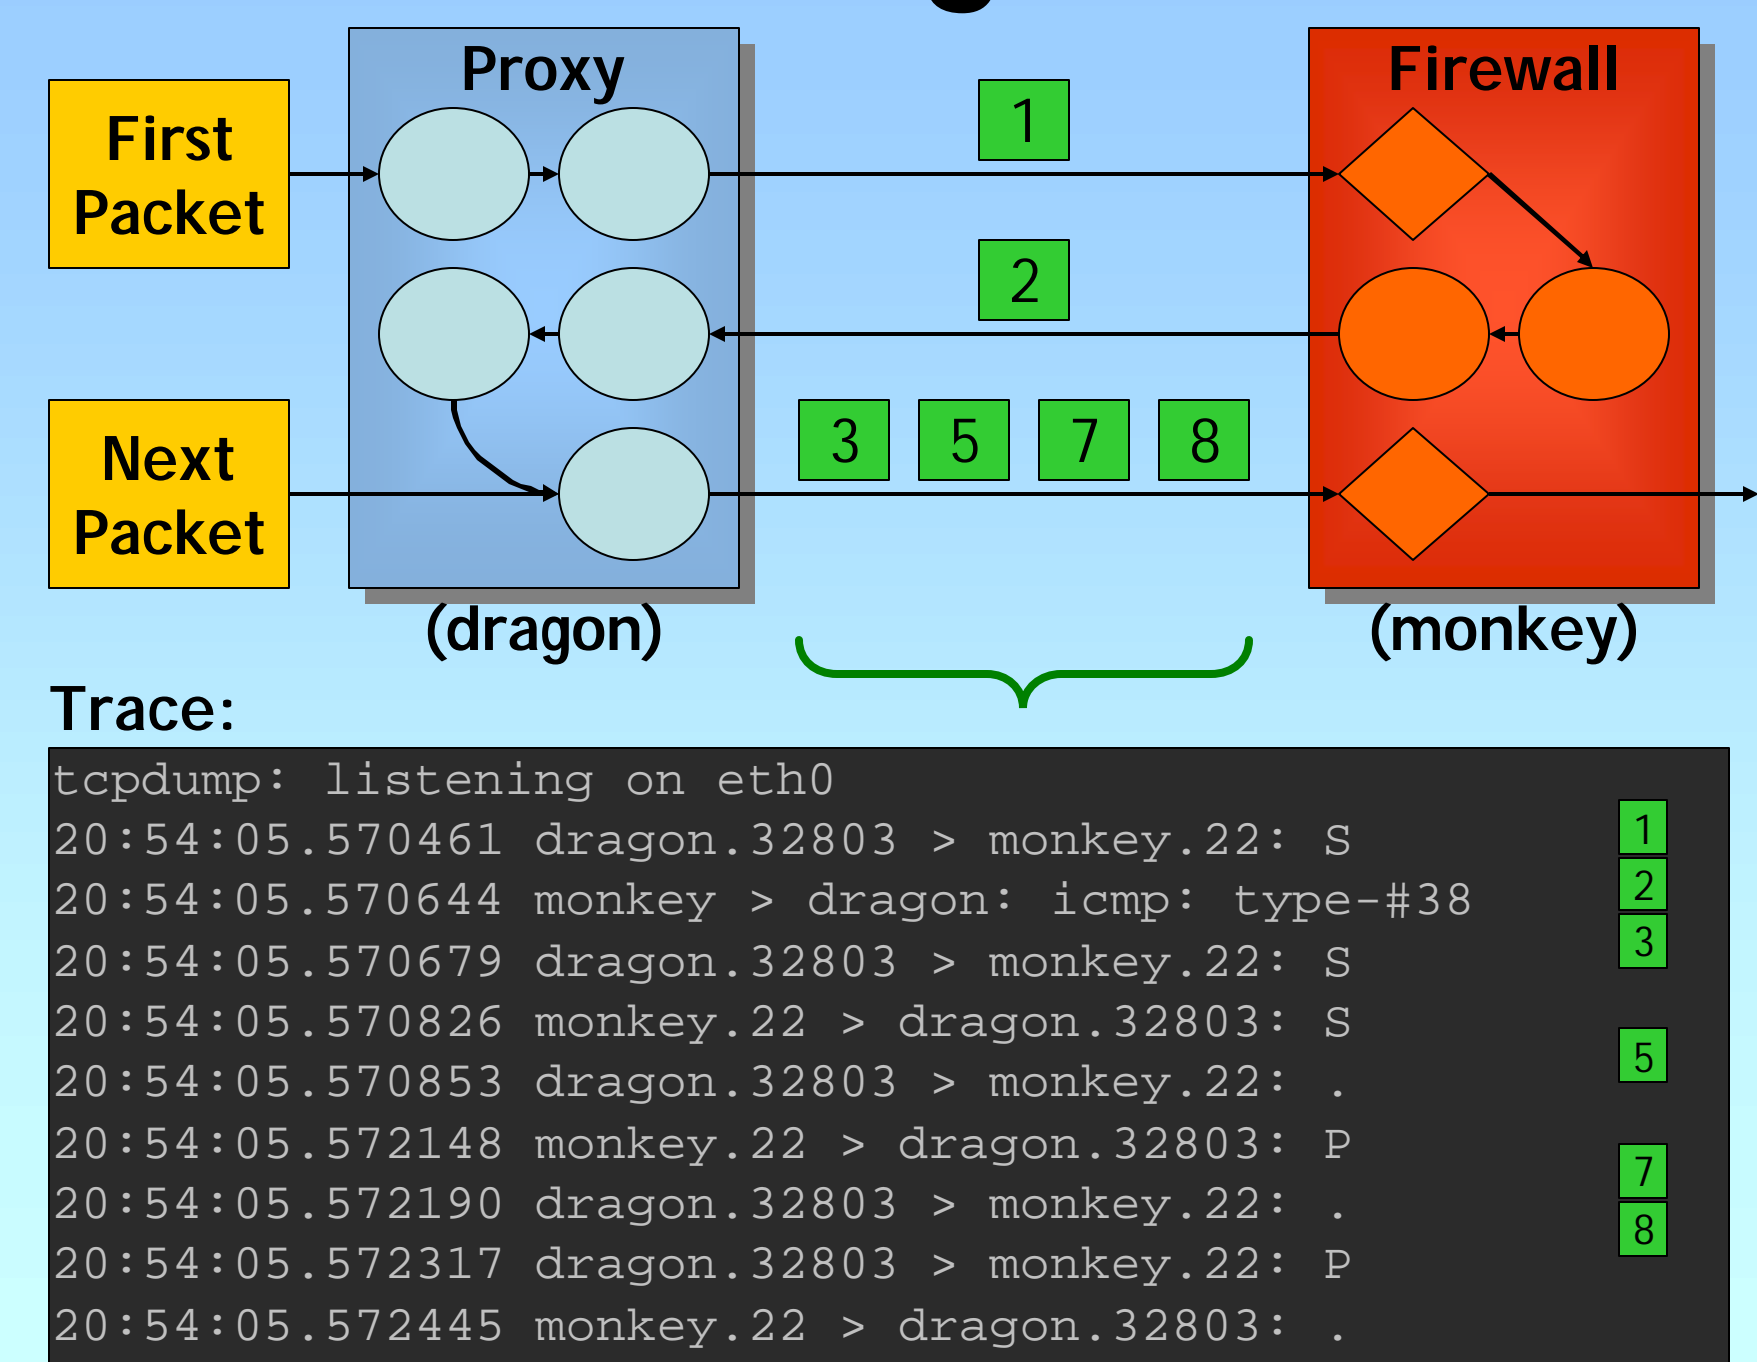 Proxy
Firewall
First
Packet
1
2
Next
Packet
3 5 7 8
(dragon)
(monkey)
Trace:
tcpdump: listening on eth0
20:54:05.570461 dragon.32803 > monkey.22: S
1
20:54:05.570644 monkey > dragon: icmp: type-#38
2
20:54:05.570679 dragon.32803 > monkey.22: S
3
20:54:05.570826 monkey.22 > dragon.32803: S
20:54:05.570853 dragon.32803 > monkey.22: .
5
20:54:05.572148 monkey.22 > dragon.32803: P
20:54:05.572190 dragon.32803 > monkey.22: .
7
20:54:05.572317 dragon.32803 > monkey.22: P
8
20:54:05.572445 monkey.22 > dragon.32803: .